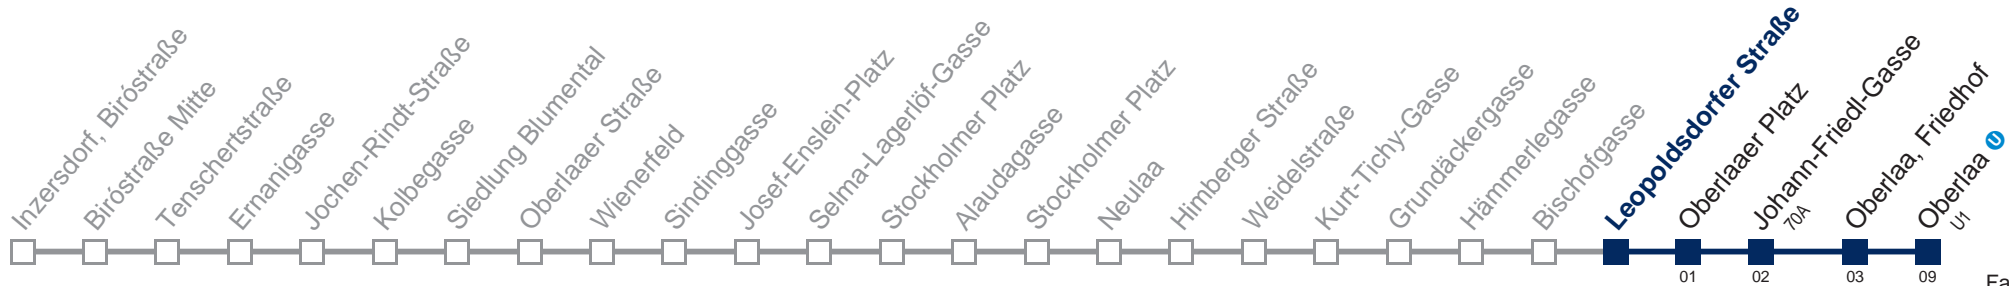 Inzersdorf, Biróstraße
Biróstraße Mitte
Tenschertstraße
Ernanigasse
Jochen-Rindt-Straße
Kolbegasse
Siedlung Blumental
Oberlaaer Straße
Wienerfeld
Sindinggasse
Josef-Enslein-Platz
Selma-Lagerlöf-Gasse
Stockholmer Platz
Alaudagasse
Stockholmer Platz
Neulaa
Himberger Straße
Weidelstraße
Kurt-Tichy-Gasse
Grundäckergasse
Hämmerlegasse
Bischofgasse
Leopoldsdorfer Straße
Oberlaaer Platz
Johann-Friedl-Gasse
70A
Oberlaa, Friedhof
Oberlaa U
U1
01
02
03
09